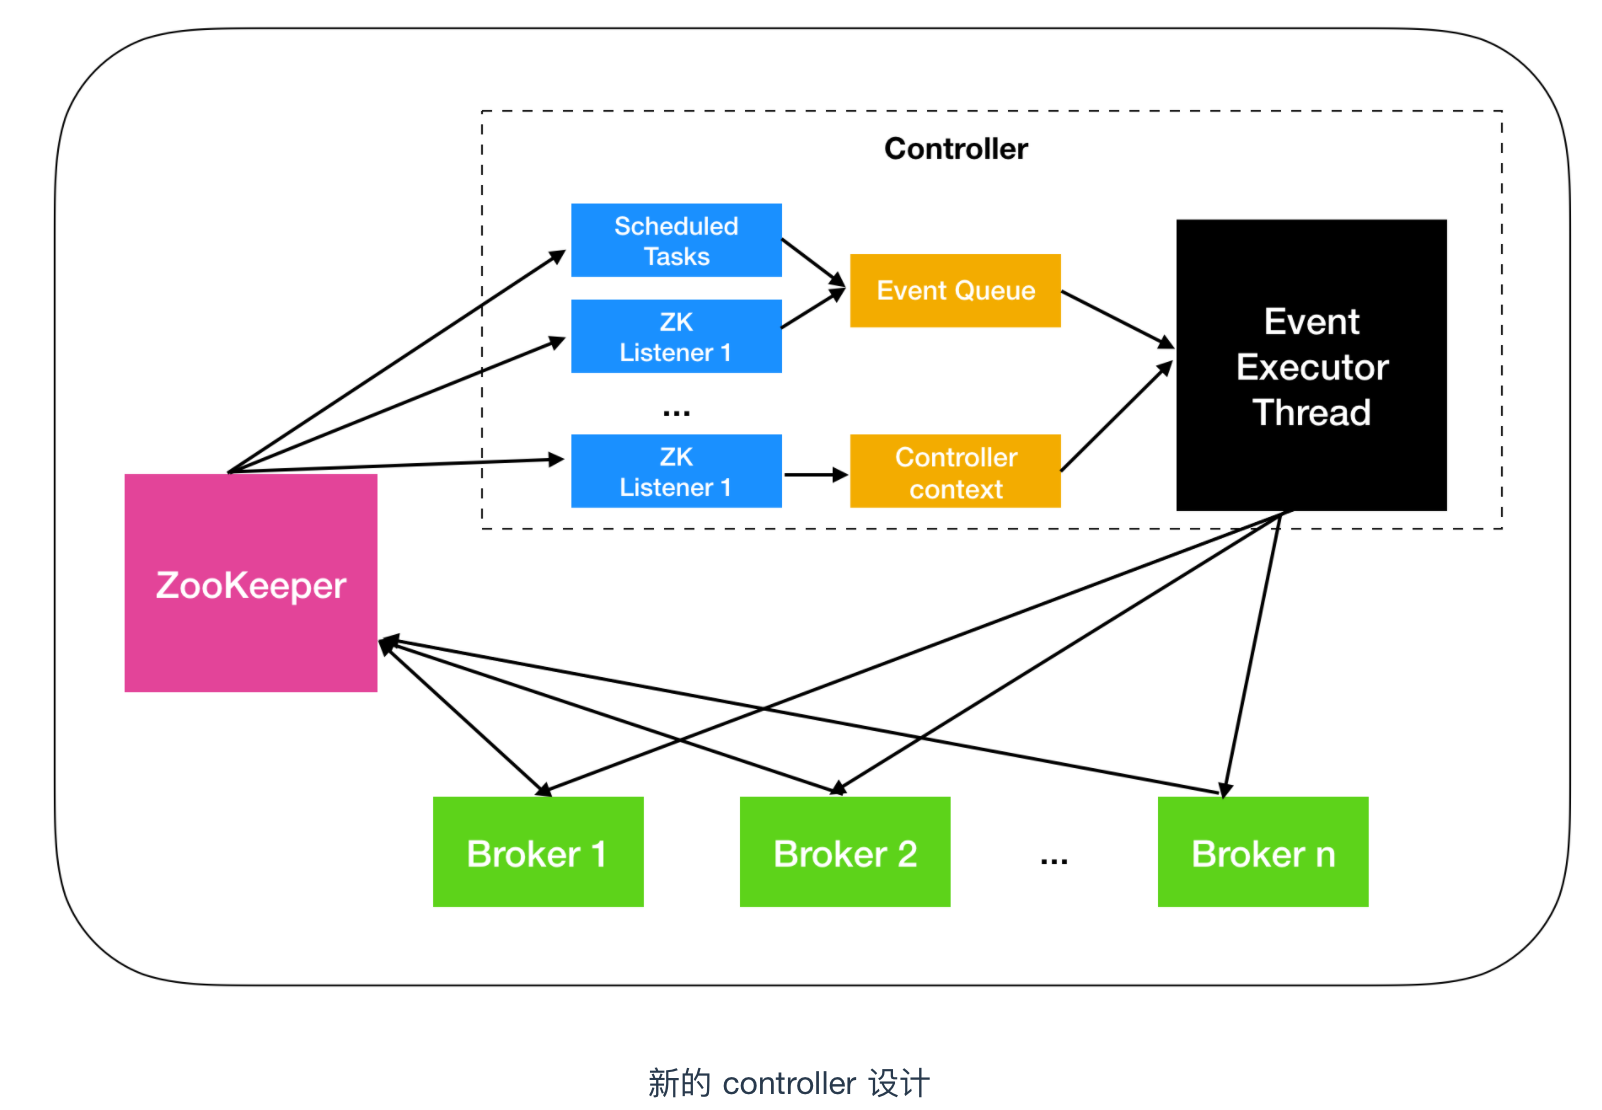 Controller
Scheduled
Tasks
ZK
Listener 1
...
ZK
Listener 1
Event Queue
Controller
context
Event
Executor
Thread
ZooKeeper
Broker 1
Broker 2
...
Broker n
新的 controller 设计